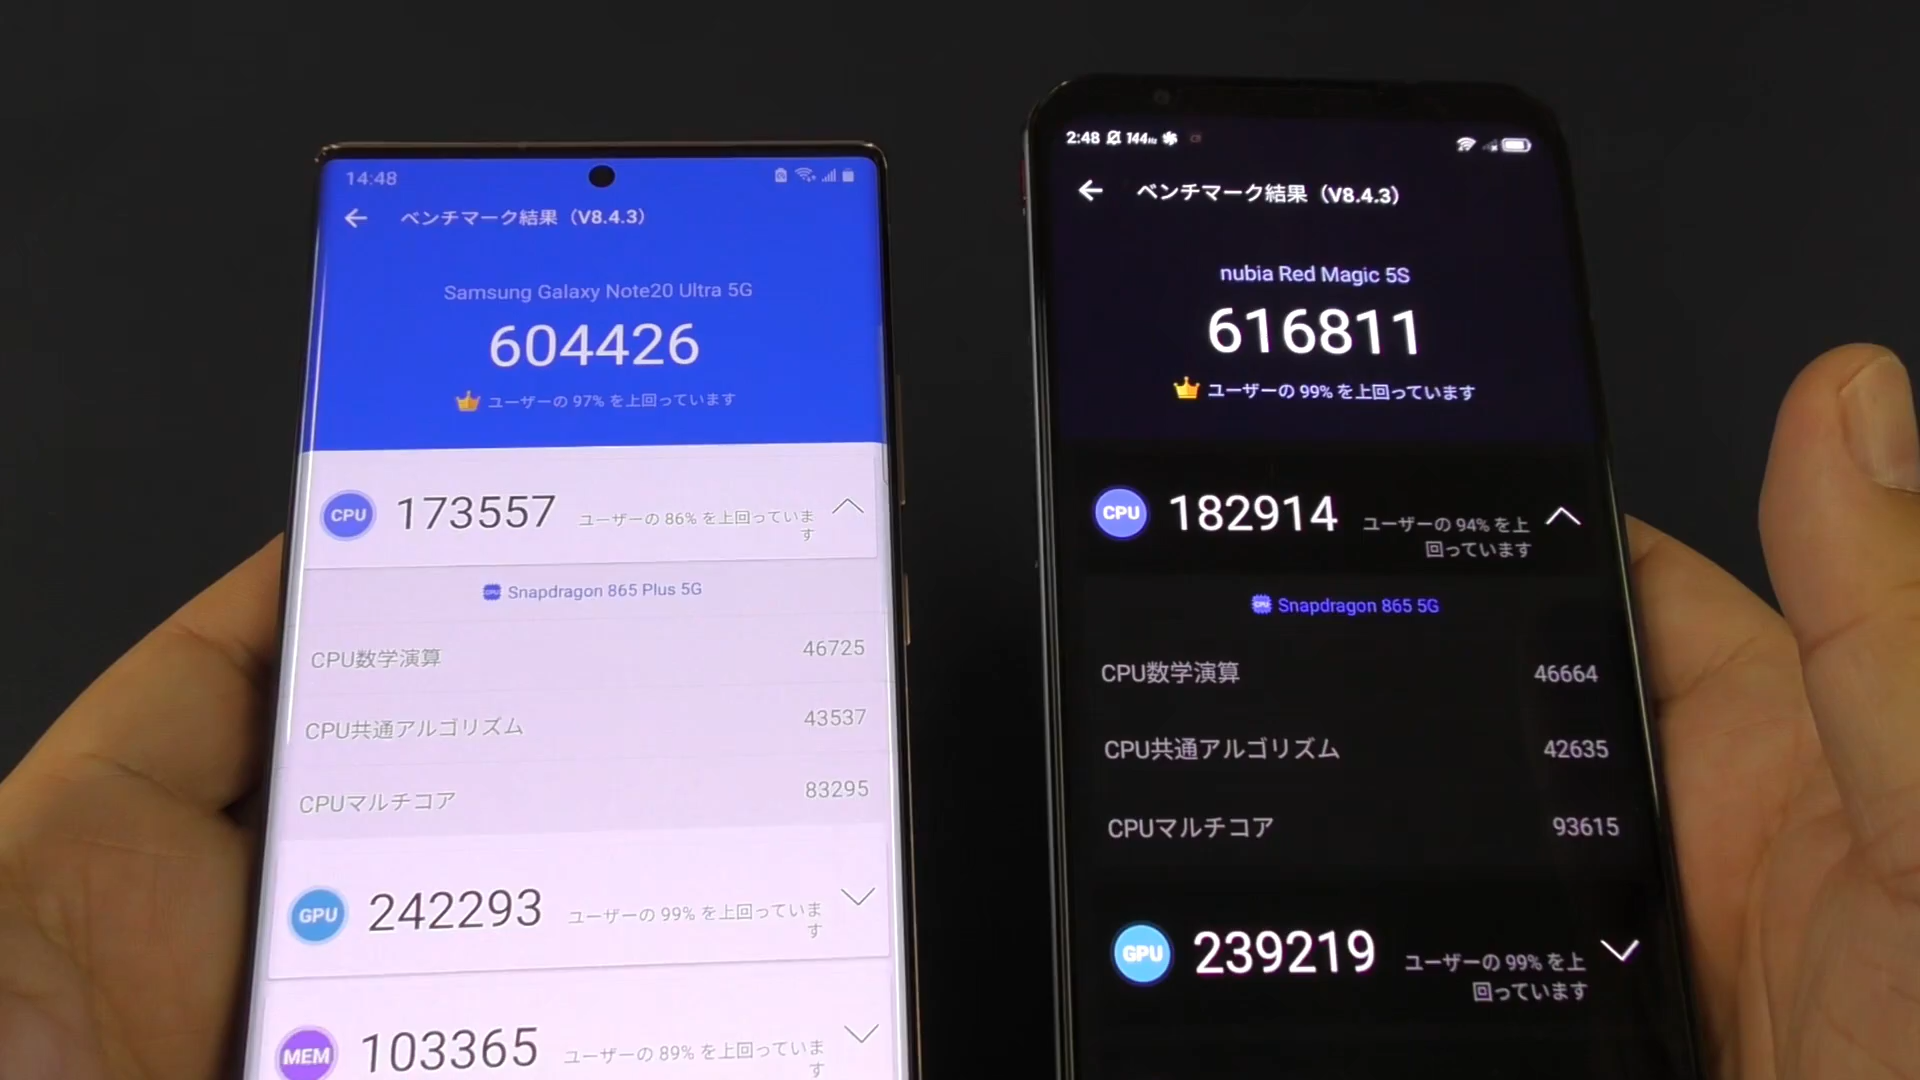 14:48
ベンチマーク結果（V8.4.3）
Samsung Galaxy Note20 Ultra 5G
604426
ユーザーの 97% を上回っています
CPU 173557 ユーザーの 86% を上回っていま
す
Snapdragon 865 Plus 5G
CPU数学演算 46725
CPU共通アルゴリズム 43537
CPUマルチコア 83295
GPU 242293 ユーザーの 99% を上回っていま
す
MEM 103365 ユーザーの 89% を上回っていま
す
2:48 144Hz
ベンチマーク結果（V8.4.3）
nubia Red Magic 5S
616811
ユーザーの 99% を上回っています
CPU 182914 ユーザーの 94% を上
回っています
CPU Snapdragon 865 5G
CPU数学演算 46664
CPU共通アルゴリズム 42635
CPUマルチコア 93615
GPU 239219 ユーザーの 99% を上
回っています